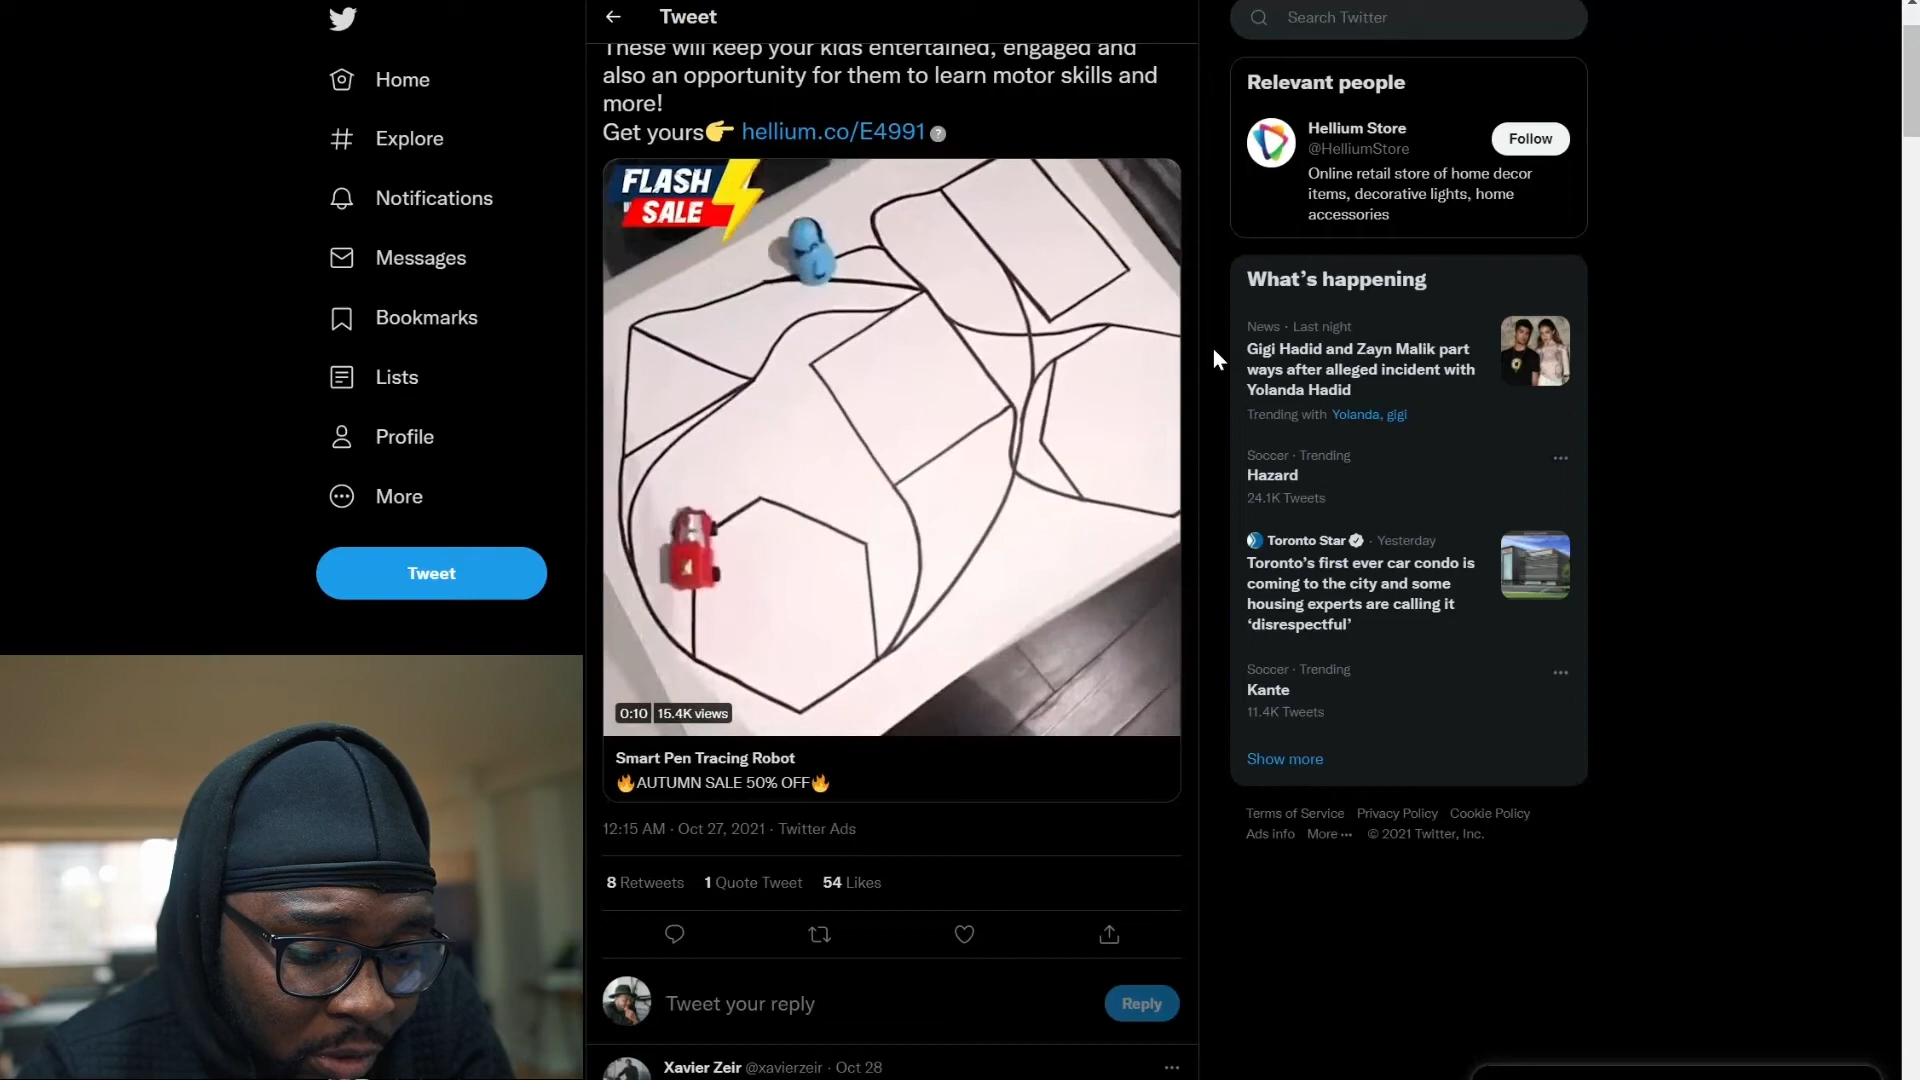 Home
Explore
Notifications
Messages
Bookmarks
Lists
Profile
More
Tweet
Tweet
These will keep your kids entertained, engaged and
also an opportunity for them to learn motor skills and
more!
Get yours👉 hellium.co/E4991 ?
FLASH
SALE
0:10 15.4K views
Smart Pen Tracing Robot
🔥AUTUMN SALE 50% OFF🔥
12:15 AM · Oct 27, 2021 · Twitter Ads
8 Retweets 1 Quote Tweet 54 Likes
Tweet your reply
Reply
Xavier Zeir @xavierzeir · Oct 28
Search Twitter
Relevant people
Hellium Store
@HelliumStore
Follow
Online retail store of home decor
items, decorative lights, home
accessories
What's happening
News · Last night
Gigi Hadid and Zayn Malik part
ways after alleged incident with
Yolanda Hadid
Trending with Yolanda, gigi
Soccer · Trending
Hazard
24.1K Tweets
Toronto Star · Yesterday
Toronto's first ever car condo is
coming to the city and some
housing experts are calling it
'disrespectful'
Soccer · Trending
Kante
11.4K Tweets
Show more
Terms of Service Privacy Policy Cookie Policy
Ads info More ··· © 2021 Twitter, Inc.